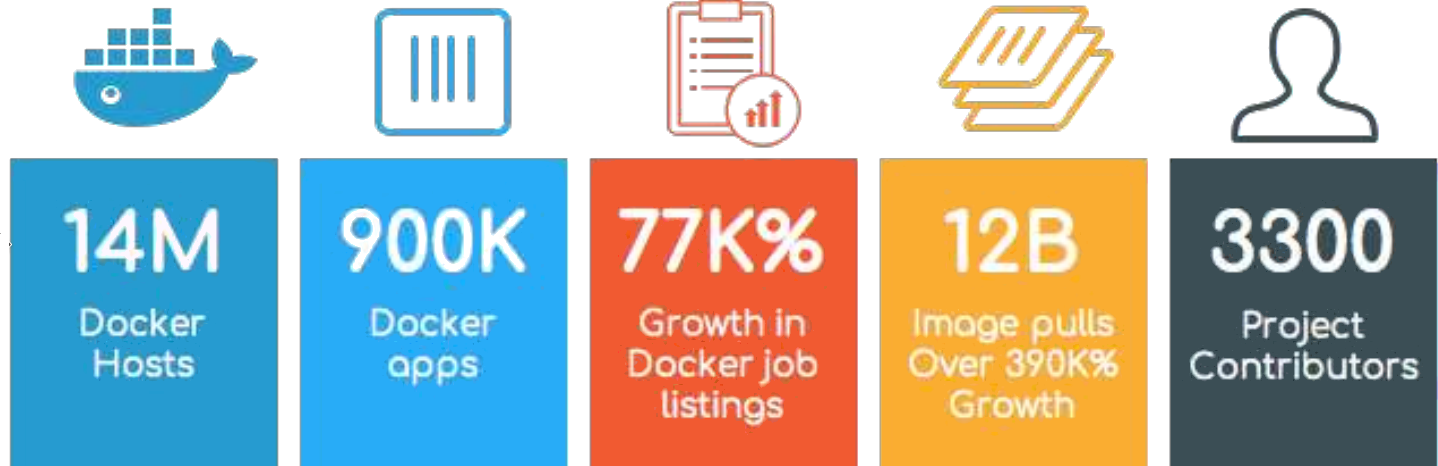 14M
Docker
Hosts
900K
Docker
apps
77K%
Growth in
Docker job
listings
12B
Image pulls
Over 390K%
Growth
3300
Project
Contributors